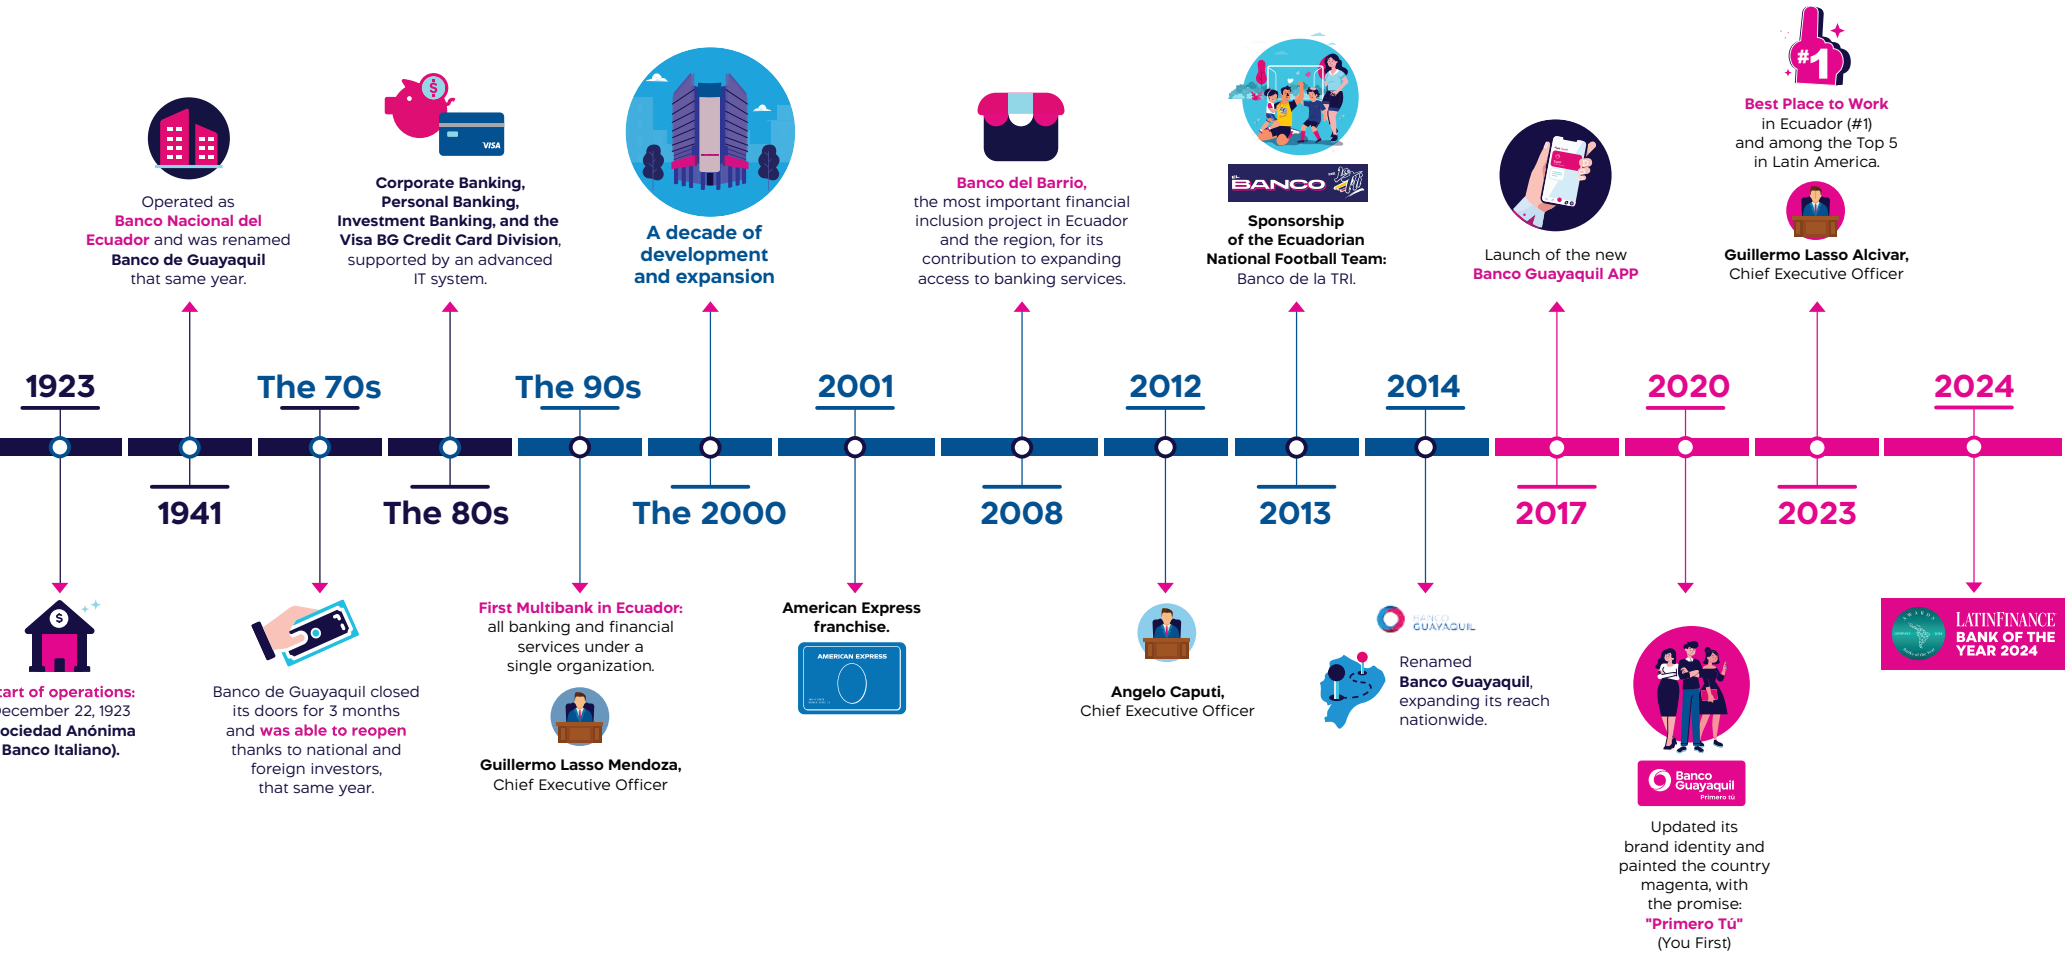 1923
tart of operations:
ecember 22, 1923
ociedad Anónima
Banco Italiano).
Operated as
Banco Nacional del
Ecuador and was renamed
Banco de Guayaquil
that same year.
1941
The 70s
Banco de Guayaquil closed
its doors for 3 months
and was able to reopen
thanks to national and
foreign investors,
that same year.
VISA
Corporate Banking,
Personal Banking,
Investment Banking, and the
Visa BG Credit Card Division,
supported by an advanced
IT system.
The 80s
The 90s
First Multibank in Ecuador:
all banking and financial
services under a
single organization.
Guillermo Lasso Mendoza,
Chief Executive Officer
A decade of
development
and expansion
The 2000
2001
American Express
franchise.
AMERICAN EXPRESS
Banco del Barrio,
the most important financial
inclusion project in Ecuador
and the region, for its
contribution to expanding
access to banking services.
2008
2012
Angelo Caputi,
Chief Executive Officer
EL
BANCO
Sponsorship
of the Ecuadorian
National Football Team:
Banco de la TRI.
2013
2014
BANCO
GUAYAQUIL
Renamed
Banco Guayaquil,
expanding its reach
nationwide.
Launch of the new
Banco Guayaquil APP
2017
2020
Banco
Guayaquil
Primero tú
Updated its
brand identity and
painted the country
magenta, with
the promise:
"Primero Tú"
(You First)
#1
Best Place to Work
in Ecuador (#1)
and among the Top 5
in Latin America.
Guillermo Lasso Alcivar,
Chief Executive Officer
2023
2024
AWARDS
LATINFINANCE
BANK OF THE
YEAR 2024